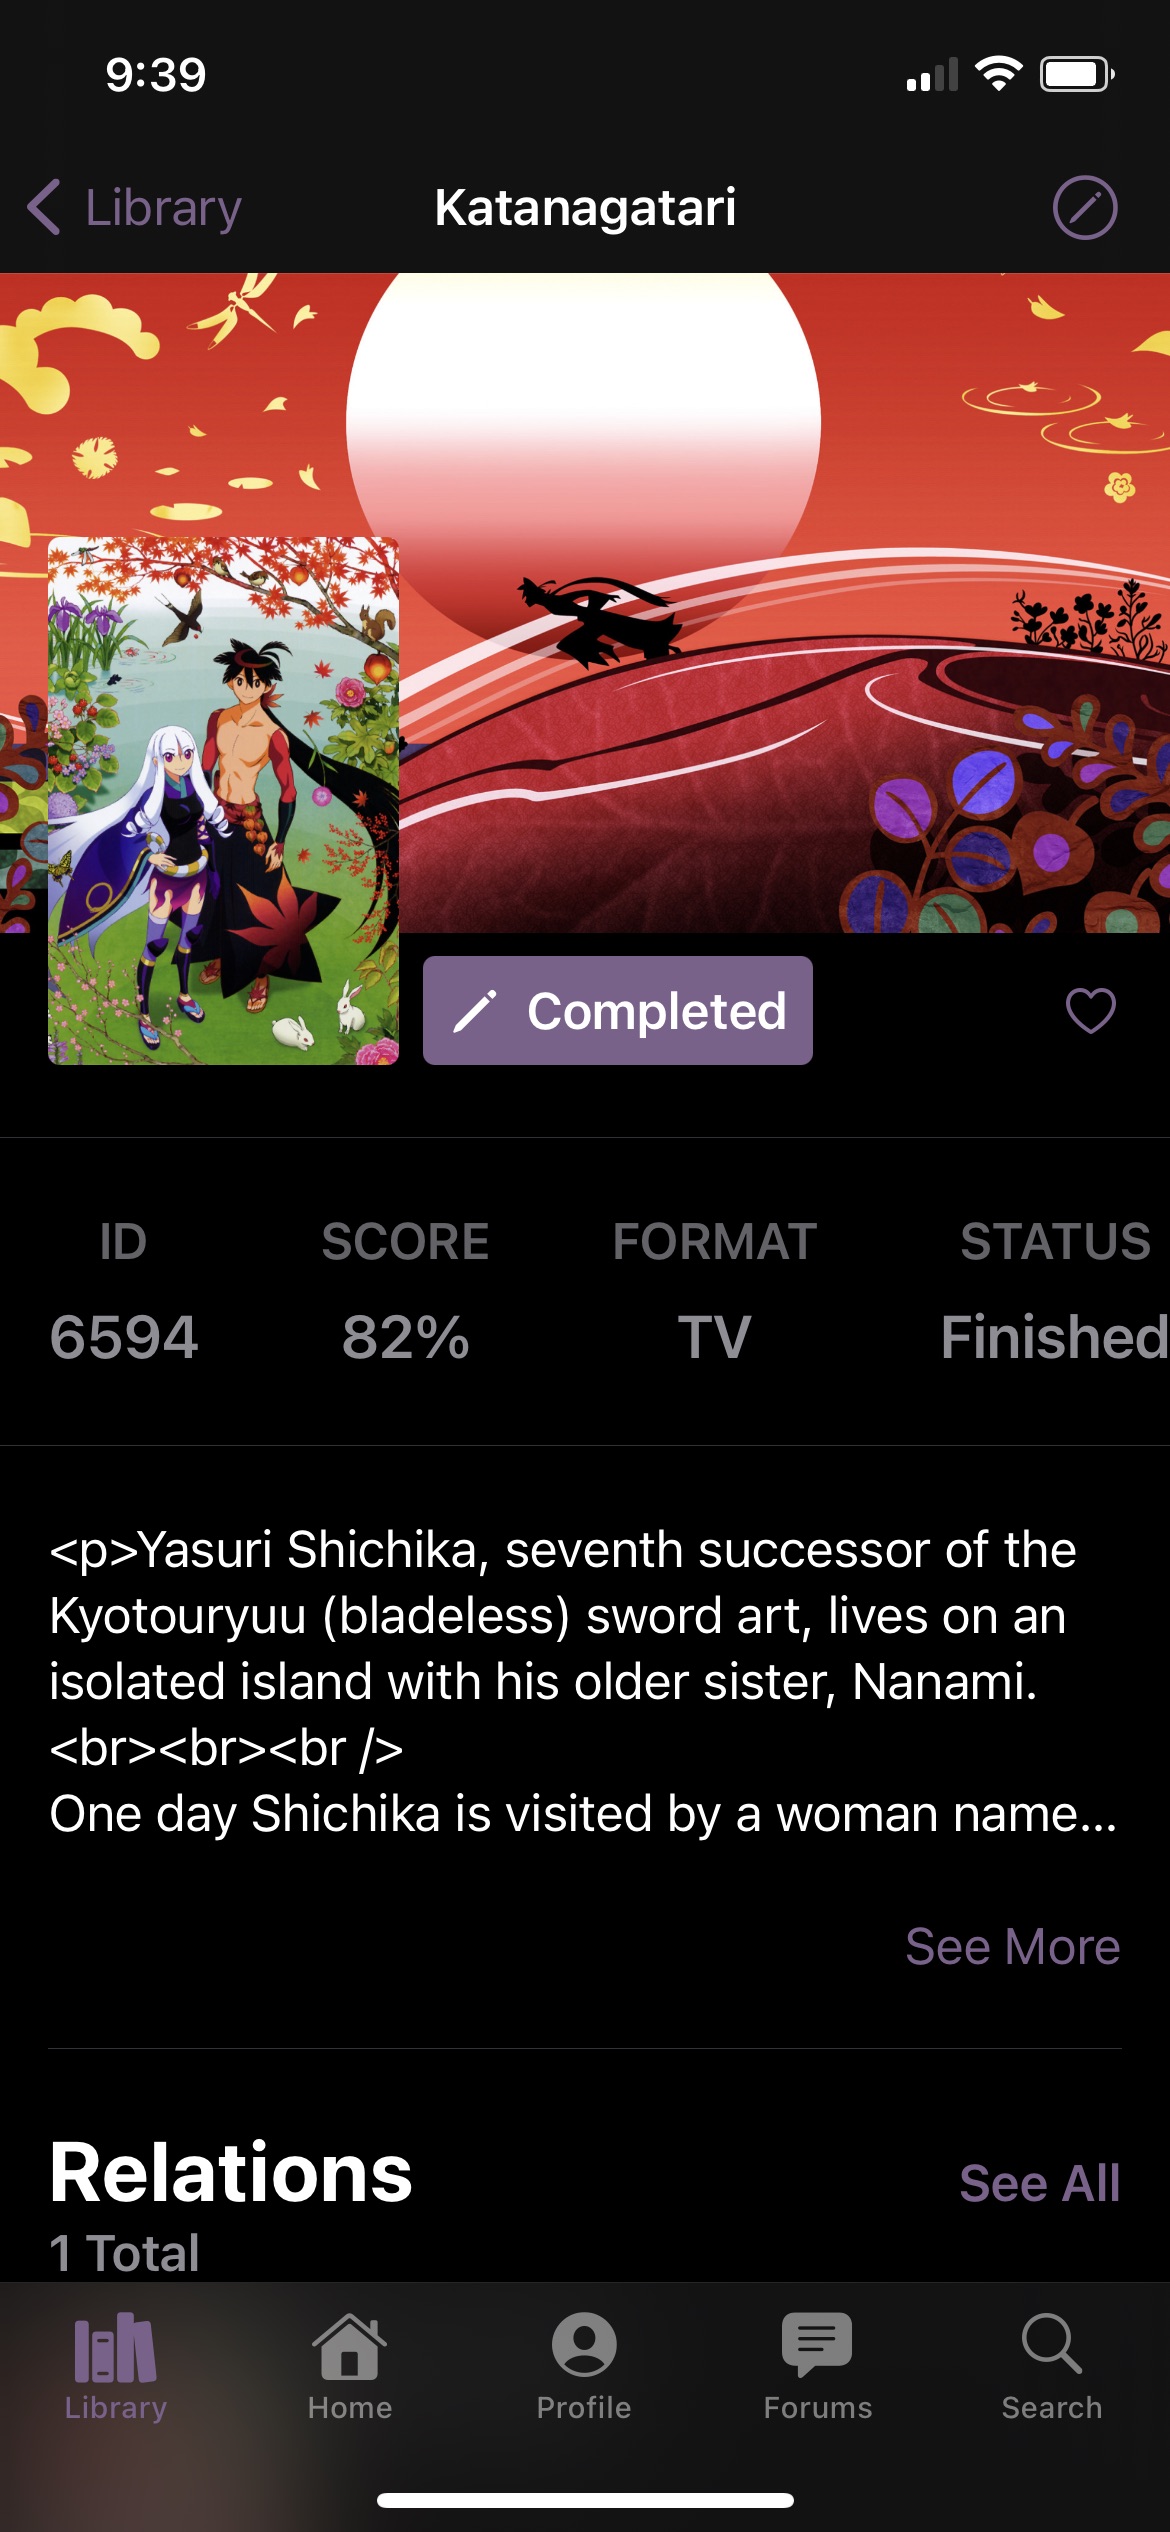 9:39
Library
Katanagatari
Completed
ID
SCORE
FORMAT
STATUS
6594
82%
TV
Finished
<p>Yasuri Shichika, seventh successor of the
Kyotouryuu (bladeless) sword art, lives on an
isolated island with his older sister, Nanami.
<br><br><br />
One day Shichika is visited by a woman name...
See More
Relations
See All
1 Total
Library
Home
Profile
Forums
Search